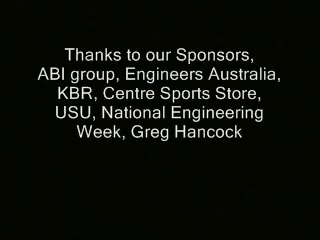 Thanks to our Sponsors,
ABI group, Engineers Australia,
KBR, Centre Sports Store,
USU, National Engineering
Week, Greg Hancock